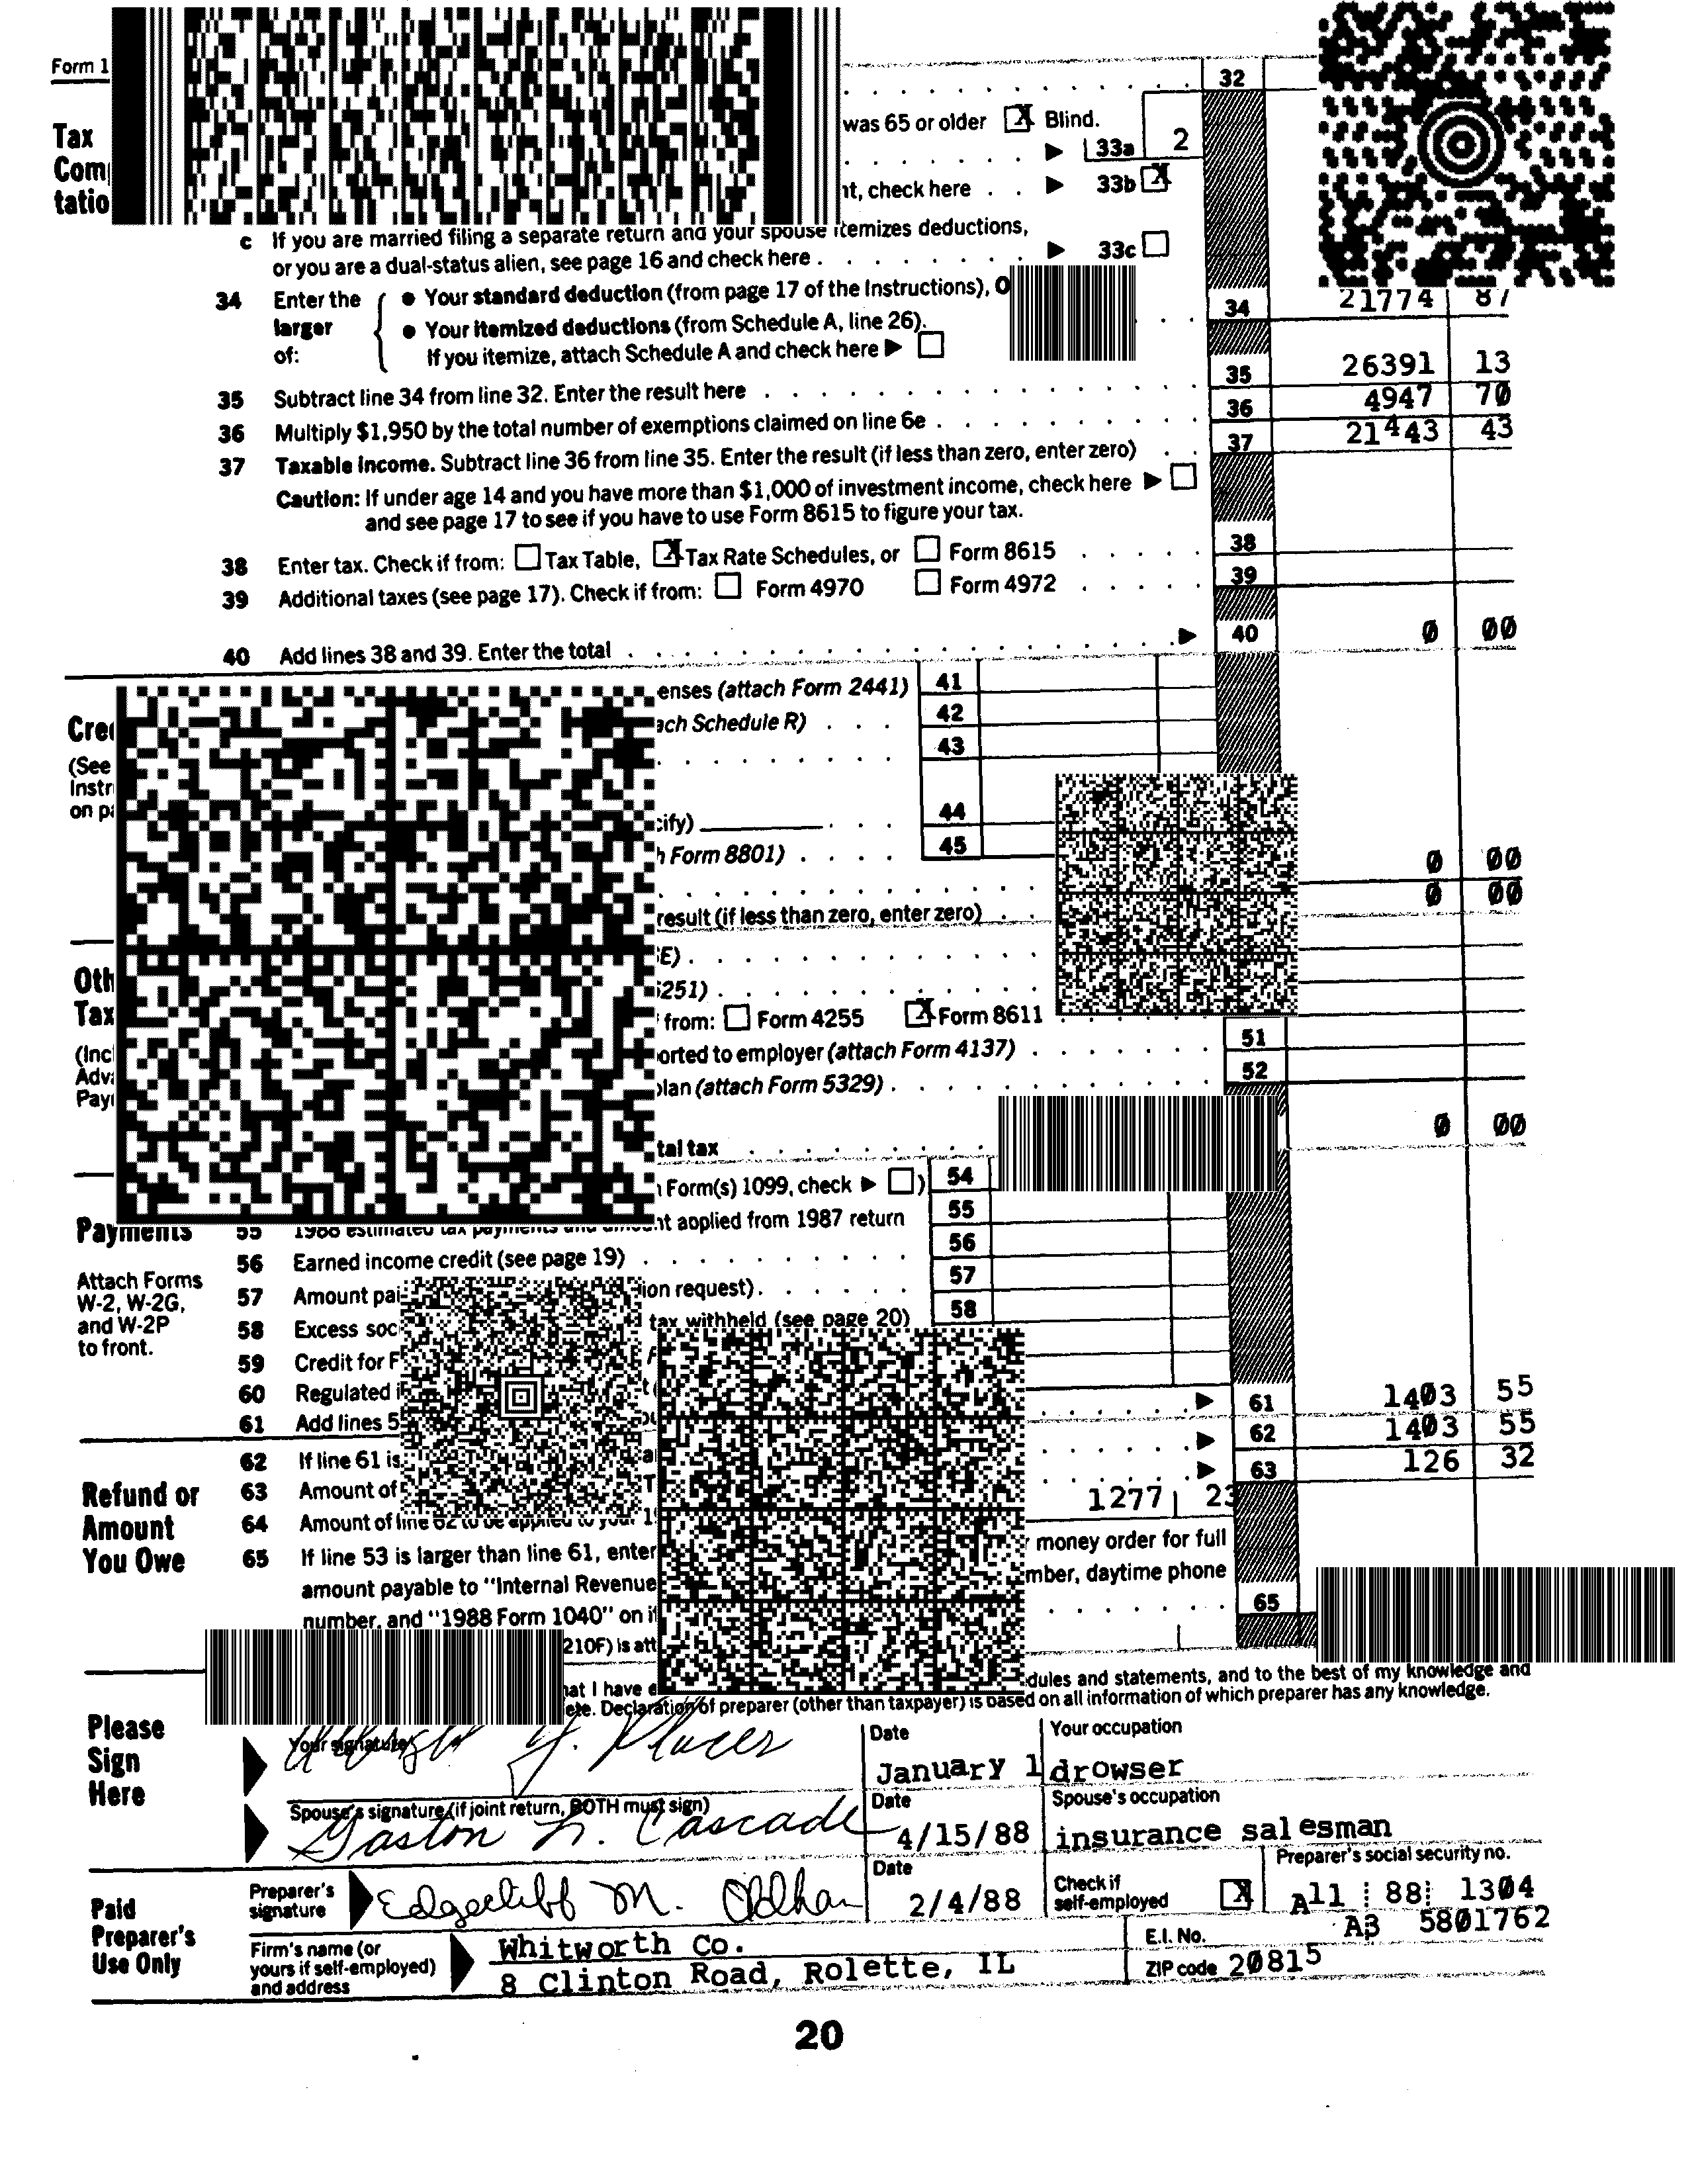 Form 1
32
Tax was 65 or older X Blind.
Com 33a 2
tatio nt, check here 33b X
c If you are married filing a separate return and your spouse itemizes deductions,
or you are a dual-status alien, see page 16 and check here 33c
34 Enter the larger of: • Your standard deduction (from page 17 of the Instructions), O
• Your itemized deductions (from Schedule A, line 26). 34 21774 87
If you itemize, attach Schedule A and check here
35 Subtract line 34 from line 32. Enter the result here 35 26391 13
36 Multiply $1,950 by the total number of exemptions claimed on line 6e 36 4947 70
37 Taxable income. Subtract line 36 from line 35. Enter the result (if less than zero, enter zero) 37 21443 43
Caution: If under age 14 and you have more than $1,000 of investment income, check here
and see page 17 to see if you have to use Form 8615 to figure your tax.
38 Enter tax. Check if from: Tax Table, X Tax Rate Schedules, or Form 8615 38
39 Additional taxes (see page 17). Check if from: Form 4970 Form 4972 39
40 Add lines 38 and 39. Enter the total 40 0 00
enses (attach Form 2441) 41
Cre ach Schedule R) 42
(See 43
Instr
on pa
cify) 44
h Form 8801) 45
0 00
result (if less than zero, enter zero) 0 00
SE)
Oth 6251)
Tax from: Form 4255 X Form 8611
(Incl orted to employer (attach Form 4137) 51
Adva plan (attach Form 5329) 52
Payr
tal tax 0 00
Form(s) 1099, check ) 54
Payments 55 1988 estimated tax payments and amount applied from 1987 return 55
56 Earned income credit (see page 19) 56
Attach Forms W-2, W-2G, and W-2P to front.
57 Amount pai ion request) 57
58 Excess soc tax withheld (see page 20) 58
59 Credit for F
60 Regulated i
61 Add lines 5 61 1403 55
62 If line 61 is 62 1403 55
Refund or Amount You Owe
63 Amount of 63 126 32
64 Amount of line 62 to be applied to your 1 1277 23
65 If line 53 is larger than line 61, enter money order for full
amount payable to "Internal Revenue mber, daytime phone
number, and "1988 Form 1040" on it 65
210F) is att
hat I have e dules and statements, and to the best of my knowledge and
ete. Declaration of preparer (other than taxpayer) is based on all information of which preparer has any knowledge.
Please Sign Here
Your signature Y. Placer Date January 1 Your occupation drowser
Spouse's signature (if joint return, BOTH must sign) Gaston N. Cascade Date 4/15/88 Spouse's occupation insurance salesman
Paid Preparer's Use Only
Preparer's signature Edgecliff M. Oldham Date 2/4/88 Check if self-employed X Preparer's social security no. A11 88 1304
Firm's name (or yours if self-employed) and address Whitworth Co. E.I. No. A3 5801762
8 Clinton Road, Rolette, IL ZIP code 20815
20